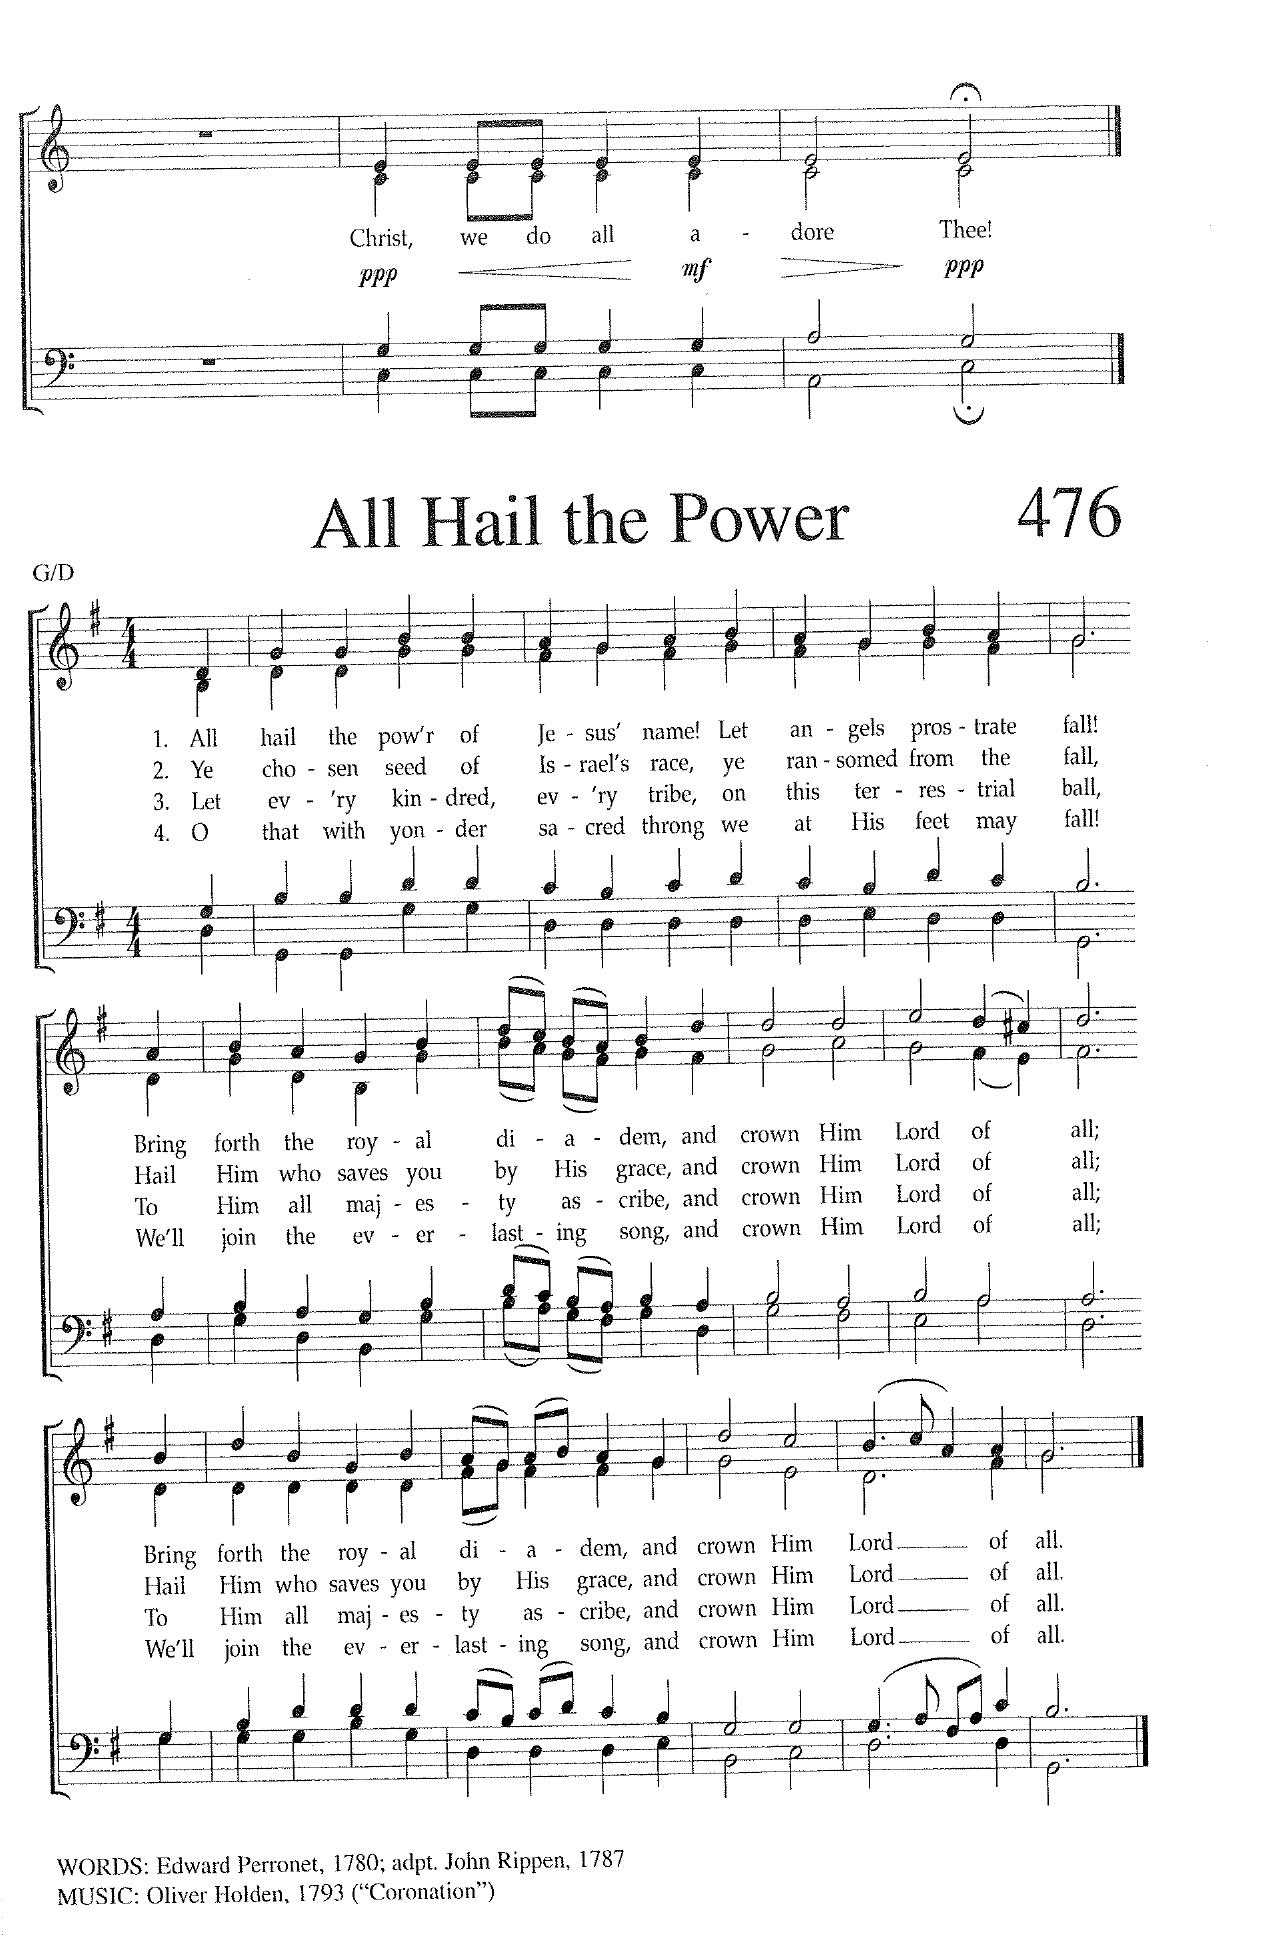 Christ, we do all a - dore Thee!
ppp mf ppp
All Hail the Power 476
G/D
1. All hail the pow'r of Je - sus' name! Let an - gels pros - trate fall!
2. Ye cho - sen seed of Is - rael's race, ye ran - somed from the fall,
3. Let ev - 'ry kin - dred, ev - 'ry tribe, on this ter - res - trial ball,
4. O that with yon - der sa - cred throng we at His feet may fall!
Bring forth the roy - al di - a - dem, and crown Him Lord of all;
Hail Him who saves you by His grace, and crown Him Lord of all;
To Him all maj - es - ty as - cribe, and crown Him Lord of all;
We'll join the ev - er - last - ing song, and crown Him Lord of all;
Bring forth the roy - al di - a - dem, and crown Him Lord of all.
Hail Him who saves you by His grace, and crown Him Lord of all.
To Him all maj - es - ty as - cribe, and crown Him Lord of all.
We'll join the ev - er - last - ing song, and crown Him Lord of all.
WORDS: Edward Perronet, 1780; adpt. John Rippen, 1787
MUSIC: Oliver Holden, 1793 ("Coronation")